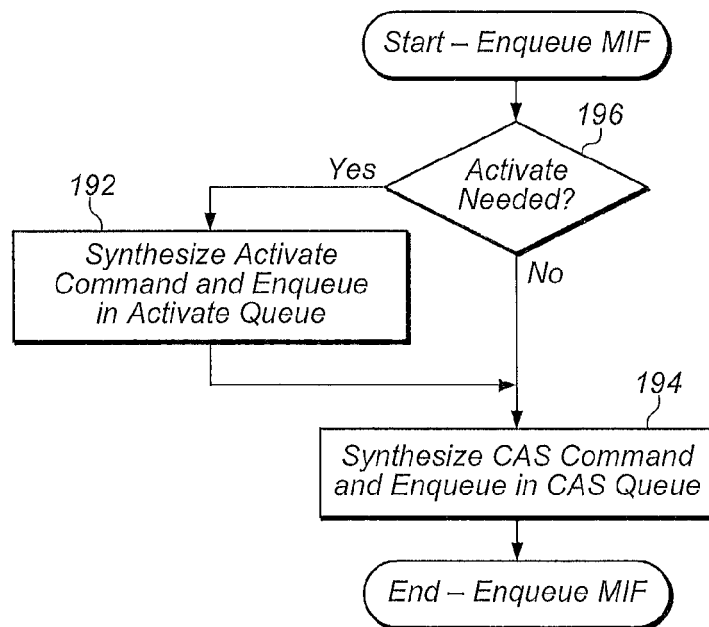 Start – Enqueue MIF
196
Activate
Needed?
Yes
192
Synthesize Activate
Command and Enqueue
in Activate Queue
No
194
Synthesize CAS Command
and Enqueue in CAS Queue
End – Enqueue MIF